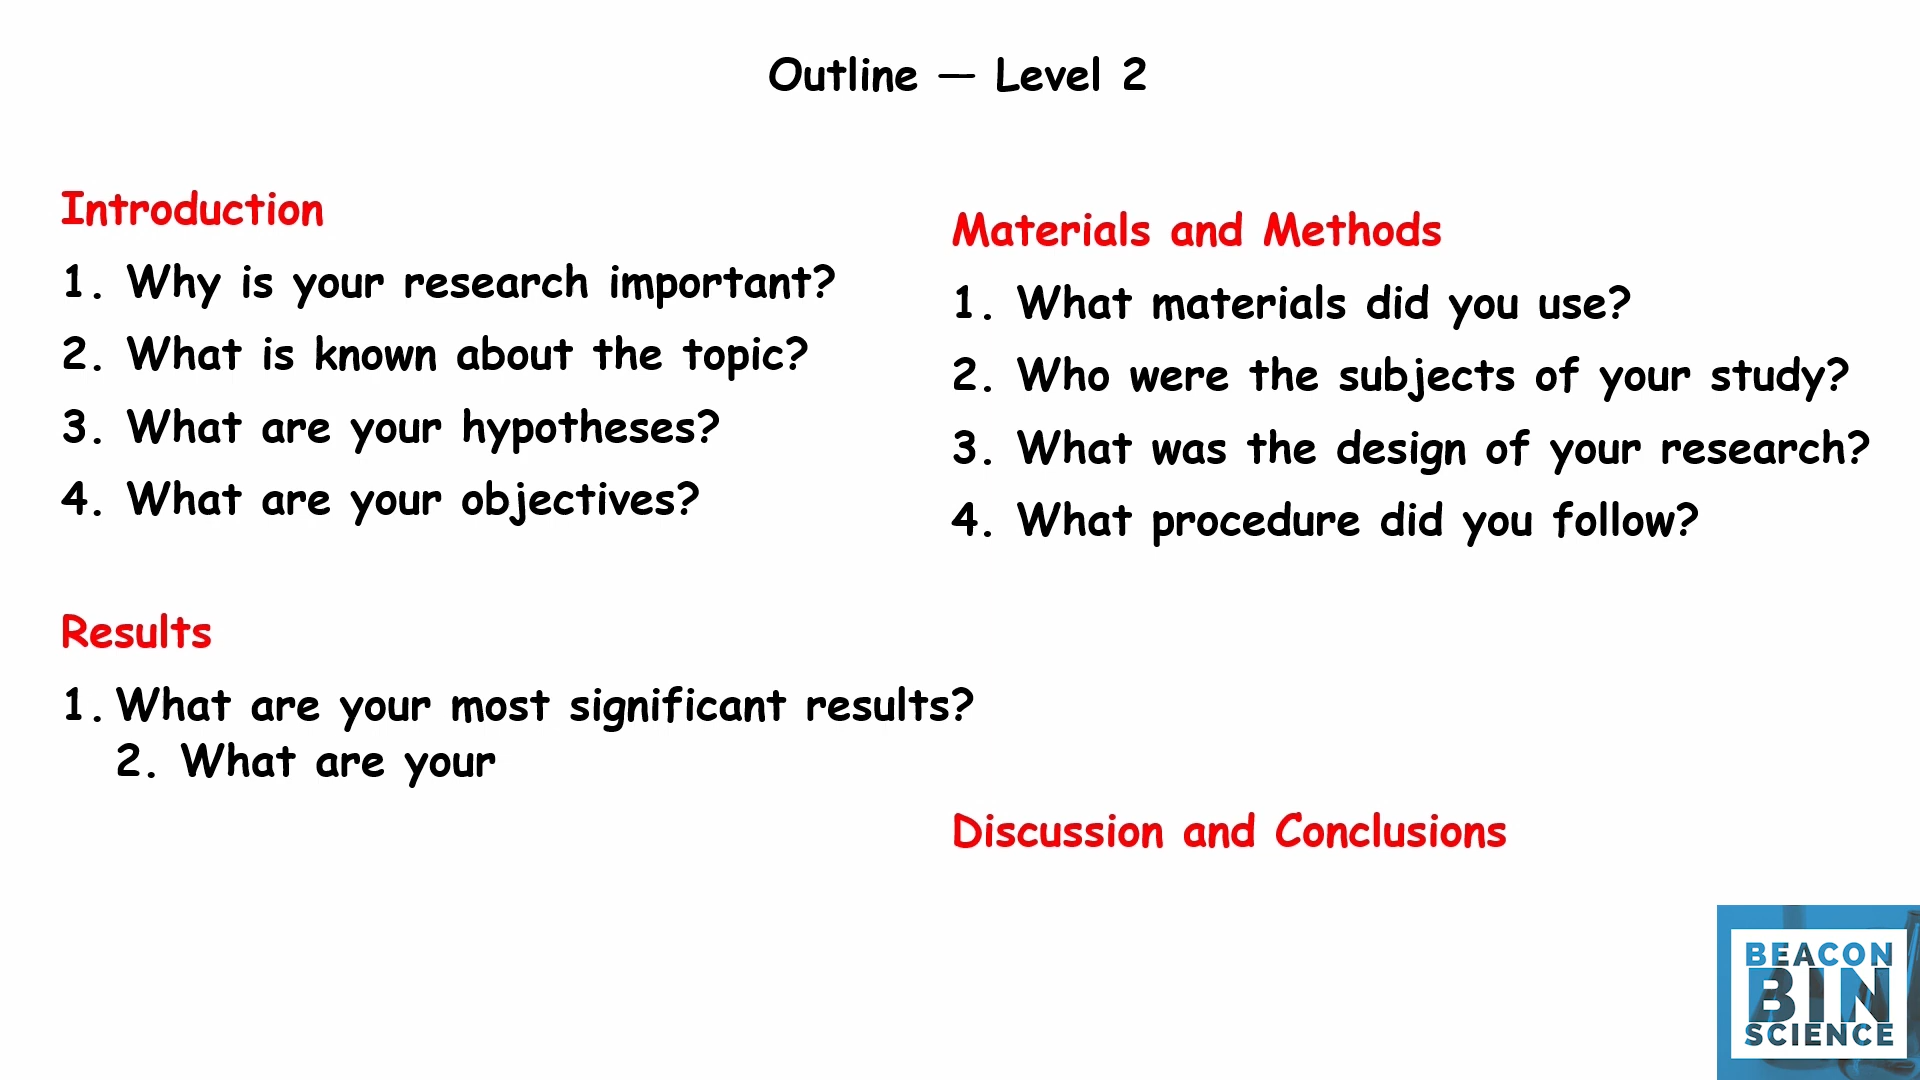 Outline — Level 2
Introduction
1. Why is your research important?
2. What is known about the topic?
3. What are your hypotheses?
4. What are your objectives?
Materials and Methods
1. What materials did you use?
2. Who were the subjects of your study?
3. What was the design of your research?
4. What procedure did you follow?
Results
1. What are your most significant results?
2. What are your
Discussion and Conclusions
BEACON
BIN
SCIENCE